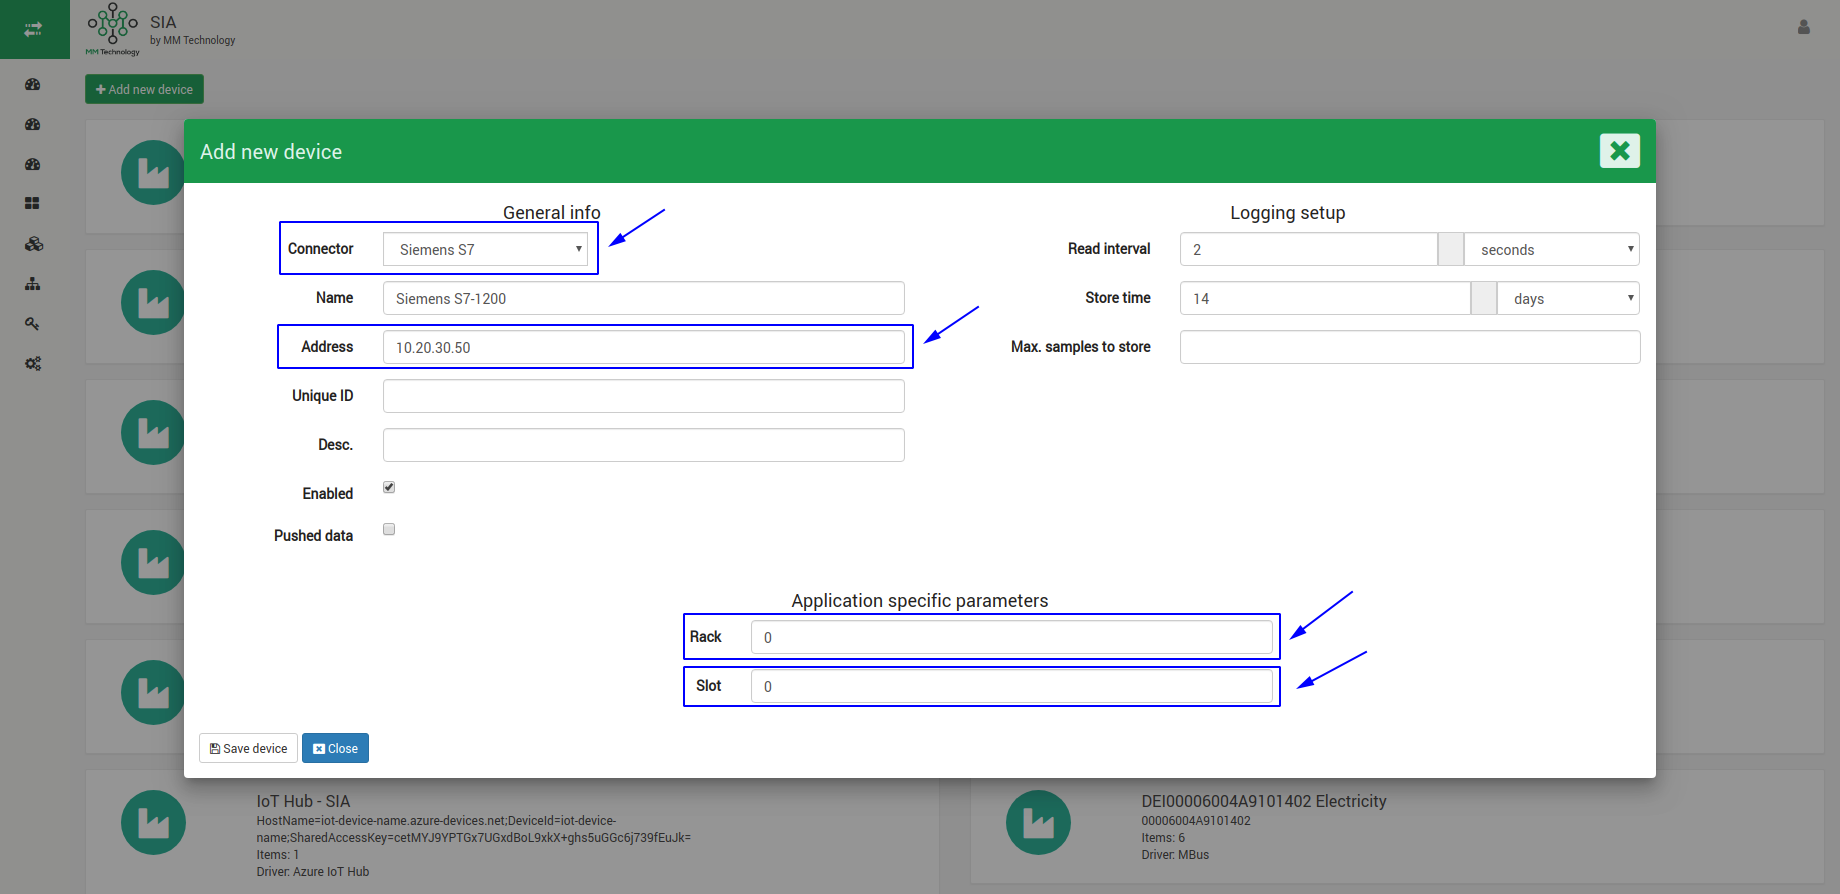 SIA
by MM Technology
MM Technology
Add new device
Add new device
General info
Connector
Siemens S7
Name
Siemens S7-1200
Address
10.20.30.50
Unique ID
Desc.
Enabled
Pushed data
Logging setup
Read interval
2
seconds
Store time
14
days
Max. samples to store
Application specific parameters
Rack
0
Slot
0
Save device
Close
IoT Hub - SIA
HostName=iot-device-name.azure-devices.net;DeviceId=iot-device-
name;SharedAccessKey=cetMYJ9YPTGx7UGxdBoL9xkX+ghs5uGGc6j739fEuJk=
Items: 1
Driver: Azure IoT Hub
DEI00006004A9101402 Electricity
00006004A9101402
Items: 6
Driver: MBus